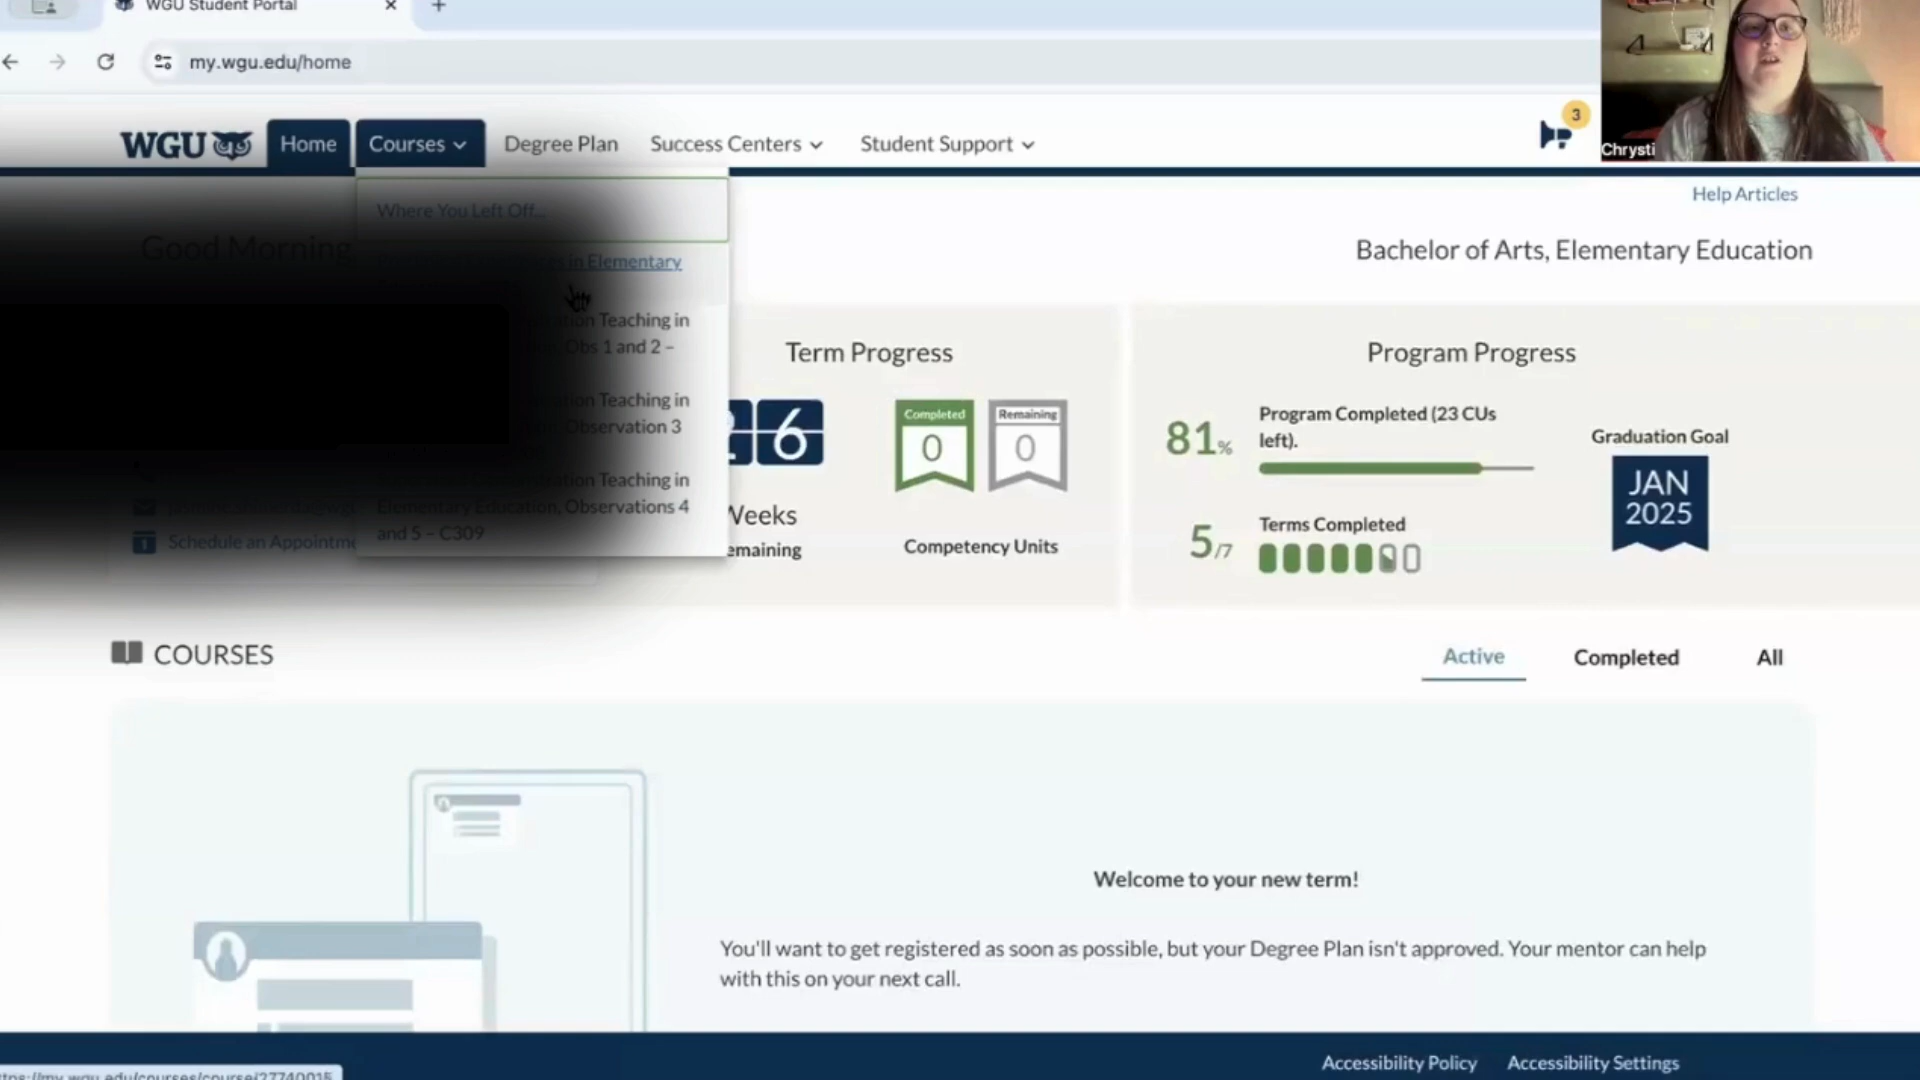 WGU Student Portal
my.wgu.edu/home
WGU
Home
Courses
Degree Plan
Success Centers
Student Support
3
Chrysti
Help Articles
Where You Left Off...
in Elementary
Teaching in
Obs 1 and 2 –
Teaching in
Observation 3
Teaching in
Elementary Education, Observations 4
and 5 – C309
Good Morning
Schedule an
Bachelor of Arts, Elementary Education
Term Progress
6
Weeks
Completed
0
Remaining
0
Competency Units
Program Progress
81%
Program Completed (23 CUs
left).
5/7
Terms Completed
Graduation Goal
JAN
2025
COURSES
Active
Completed
All
Welcome to your new term!
You'll want to get registered as soon as possible, but your Degree Plan isn't approved. Your mentor can help
with this on your next call.
Accessibility Policy
Accessibility Settings